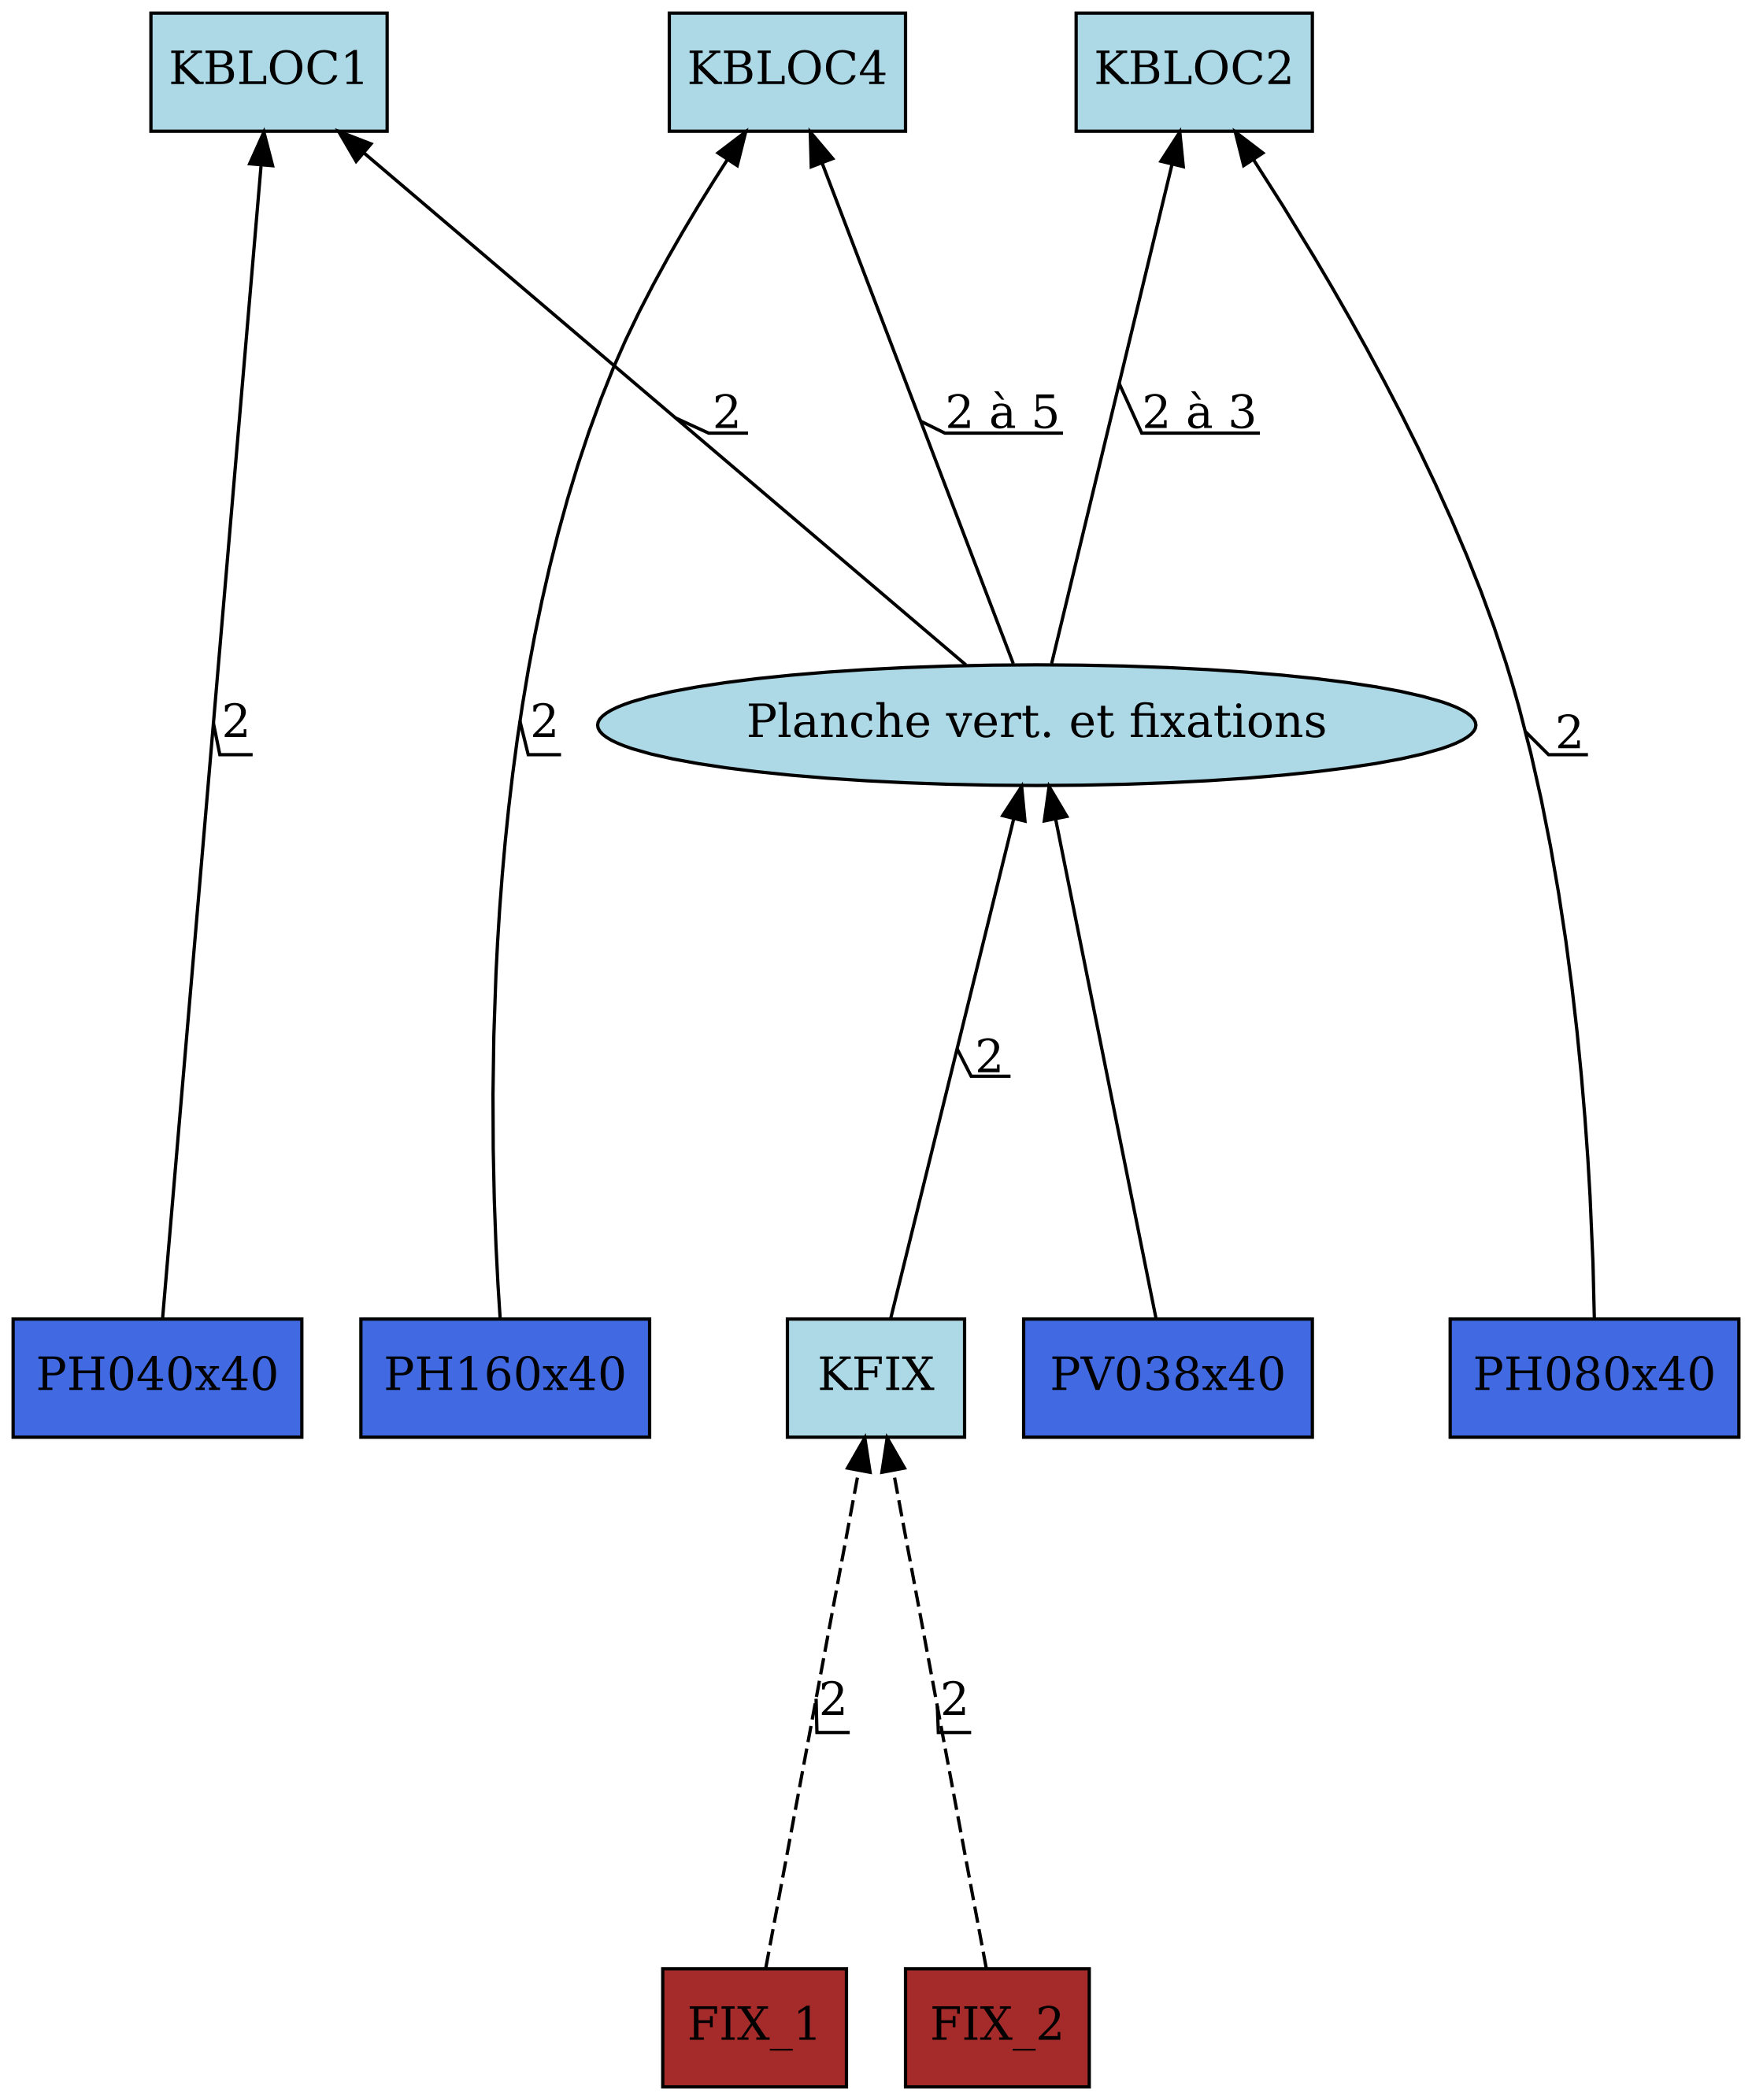 KBLOC1
KBLOC4
KBLOC2
2
2 à 5
2 à 3
2
2
Planche vert. et fixations
2
2
PH040x40
PH160x40
KFIX
PV038x40
PH080x40
2
2
FIX_1
FIX_2